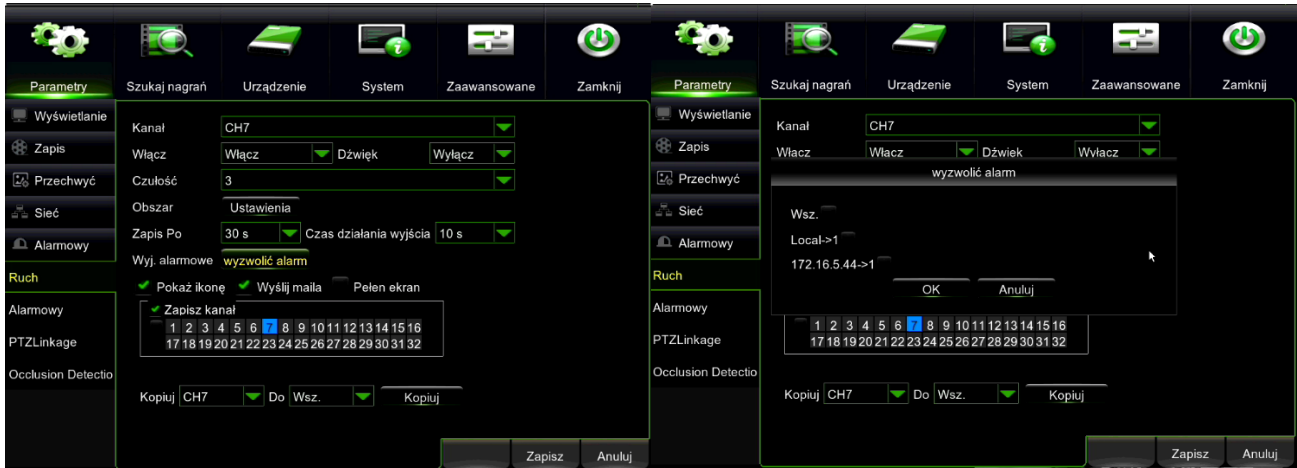 Parametry Szukaj nagrań Urządzenie System Zaawansowane Zamknij
Wyświetlanie
Zapis
Przechwyć
Sieć
Alarmowy
Ruch
Alarmowy
PTZLinkage
Occlusion Detectio
Kanał CH7
Włącz Włącz Dźwięk Wyłącz
Czułość 3
Obszar Ustawienia
Zapis Po 30 s Czas działania wyjścia 10 s
Wyj. alarmowe wyzwolić alarm
Pokaż ikonę Wyślij maila Pełen ekran
Zapisz kanał
1 2 3 4 5 6 7 8 9 10 11 12 13 14 15 16
17 18 19 20 21 22 23 24 25 26 27 28 29 30 31 32
Kopiuj CH7 Do Wsz. Kopiuj
Zapisz Anuluj
Parametry Szukaj nagrań Urządzenie System Zaawansowane Zamknij
Wyświetlanie
Zapis
Przechwyć
Sieć
Alarmowy
Ruch
Alarmowy
PTZLinkage
Occlusion Detectio
Kanał CH7
Włącz Włącz Dźwięk Wyłącz
wyzwolić alarm
Wsz.
Local->1
172.16.5.44->1
OK Anuluj
1 2 3 4 5 6 7 8 9 10 11 12 13 14 15 16
17 18 19 20 21 22 23 24 25 26 27 28 29 30 31 32
Kopiuj CH7 Do Wsz. Kopiuj
Zapisz Anuluj